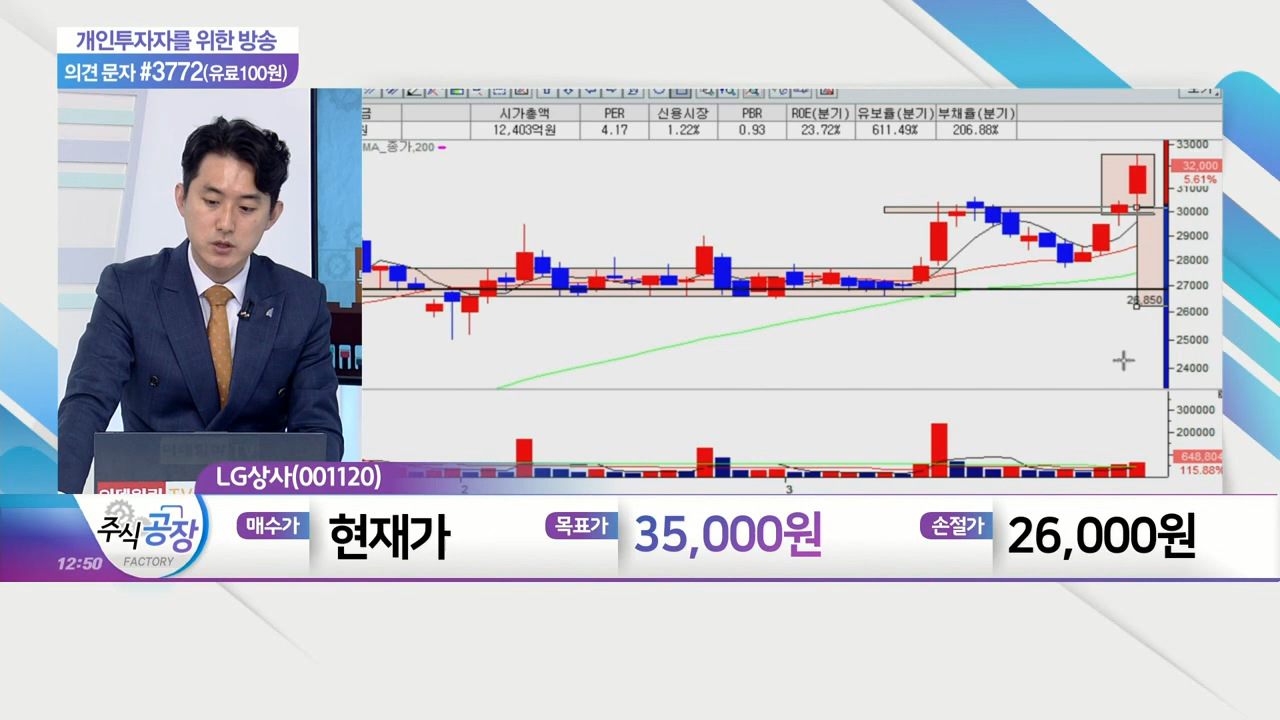 개인투자자를 위한 방송
의견 문자 #3772(유료100원)
시가총액 PER 신용시장 PBR ROE(분기) 유보율(분기) 부채율(분기)
12,403억원 4.17 1.22% 0.93 23.72% 611.49% 206.88%
MA_종가,200
33000
32,000
5.61%
31000
30000
29000
28000
27000
26,850
26000
25000
24000
300000
200000
648,804
115.88%
2 3
이데일리 TV
LG상사(001120)
주식공장
FACTORY
12:50
매수가 현재가 목표가 35,000원 손절가 26,000원